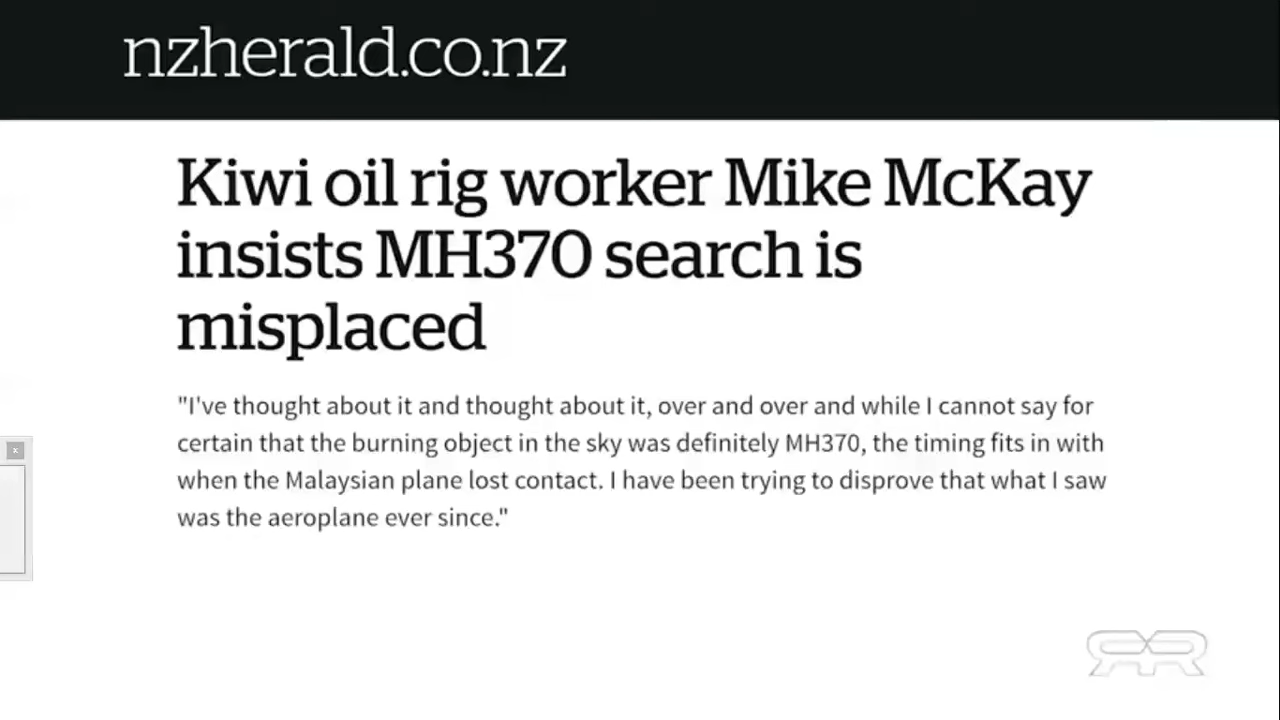 nzherald.co.nz
Kiwi oil rig worker Mike McKay
insists MH370 search is
misplaced
"I've thought about it and thought about it, over and over and while I cannot say for
certain that the burning object in the sky was definitely MH370, the timing fits in with
when the Malaysian plane lost contact. I have been trying to disprove that what I saw
was the aeroplane ever since."
RR